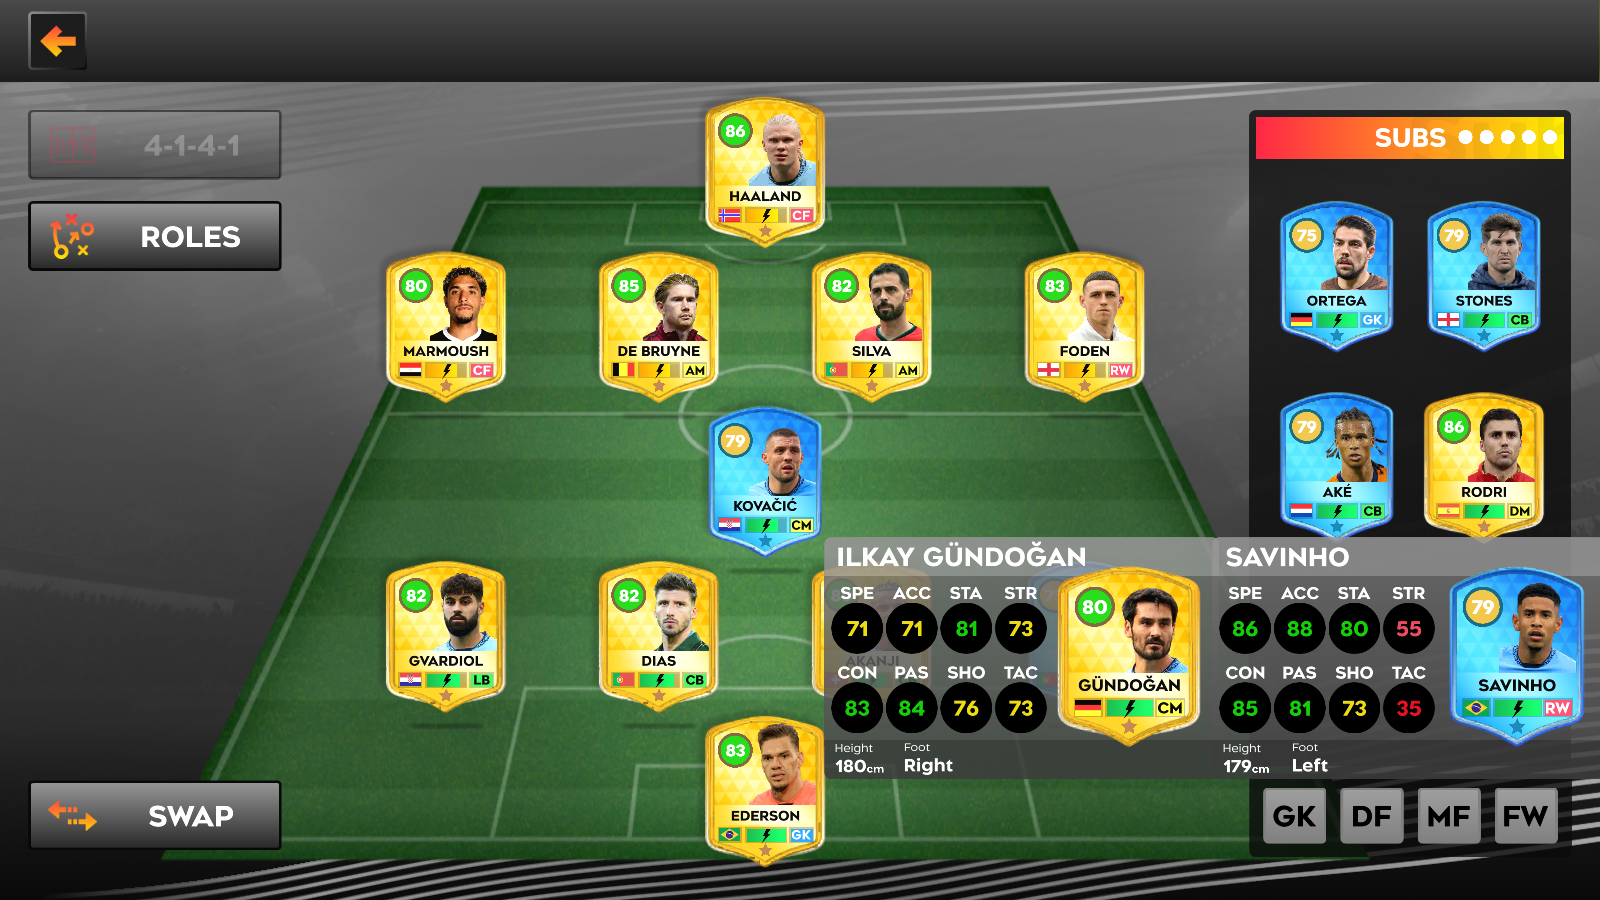 4-1-4-1
ROLES
SWAP
86
HAALAND
CF
80
MARMOUSH
CF
85
DE BRUYNE
AM
82
SILVA
AM
83
FODEN
RW
79
KOVAČIĆ
CM
82
GVARDIOL
LB
82
DIAS
CB
AKANJI
83
EDERSON
GK
SUBS
75
ORTEGA
GK
79
STONES
CB
79
AKÉ
CB
86
RODRI
DM
ILKAY GÜNDOĞAN
SPE ACC STA STR
71 71 81 73
CON PAS SHO TAC
83 84 76 73
Height Foot
180cm Right
80
GÜNDOĞAN
CM
SAVINHO
SPE ACC STA STR
86 88 80 55
CON PAS SHO TAC
85 81 73 35
Height Foot
179cm Left
79
SAVINHO
RW
GK DF MF FW